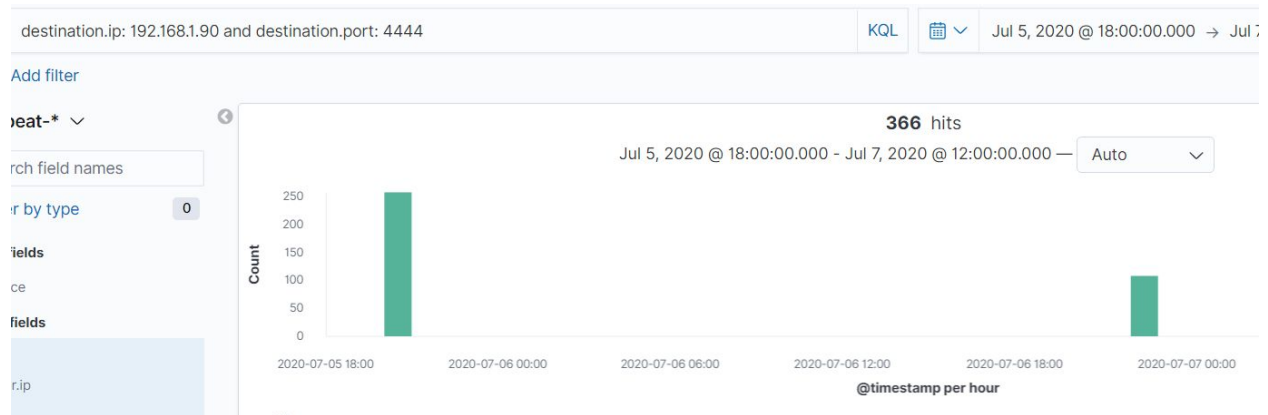 destination.ip: 192.168.1.90 and destination.port: 4444
KQL
Jul 5, 2020 @ 18:00:00.000 → Jul 7
Add filter
beat-*
rch field names
r by type 0
fields
ce
fields
r.ip
366 hits
Jul 5, 2020 @ 18:00:00.000 - Jul 7, 2020 @ 12:00:00.000 — Auto
Count
250
200
150
100
50
0
2020-07-05 18:00 2020-07-06 00:00 2020-07-06 06:00 2020-07-06 12:00 2020-07-06 18:00 2020-07-07 00:00
@timestamp per hour